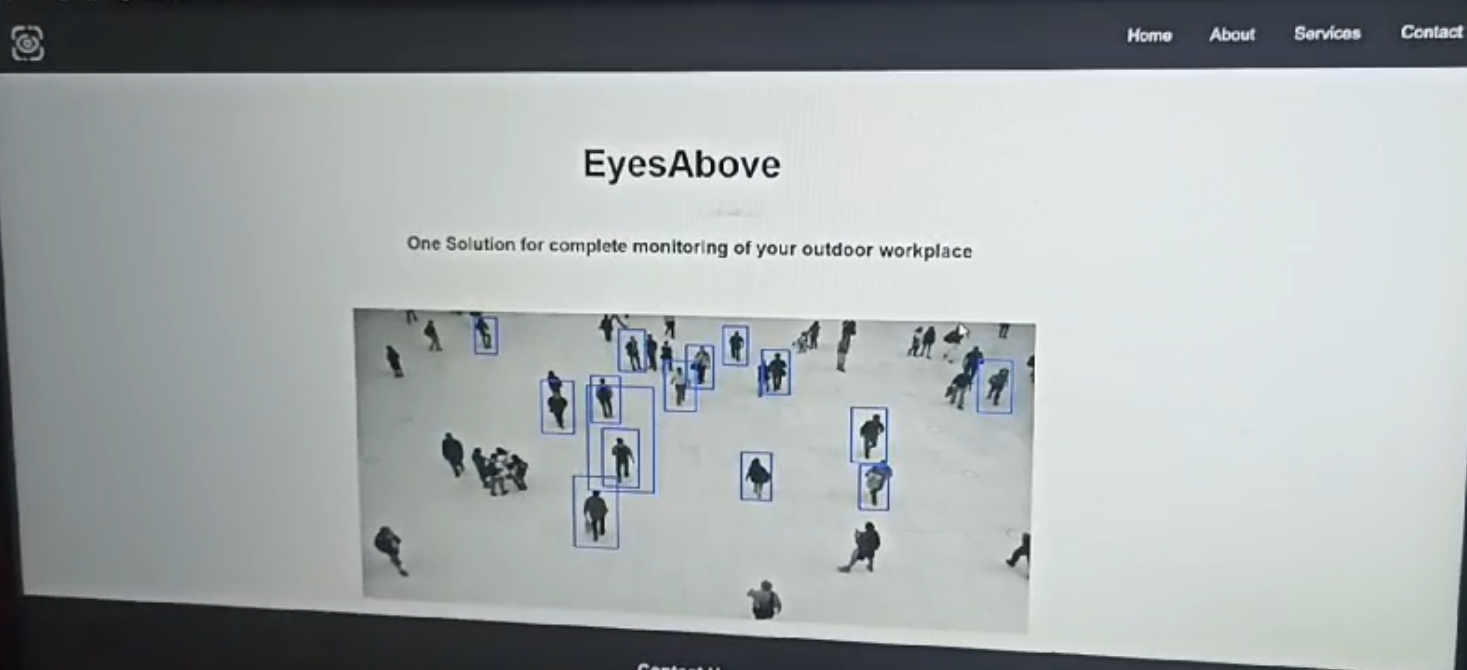 Home About Services Contact
EyesAbove
One Solution for complete monitoring of your outdoor workplace